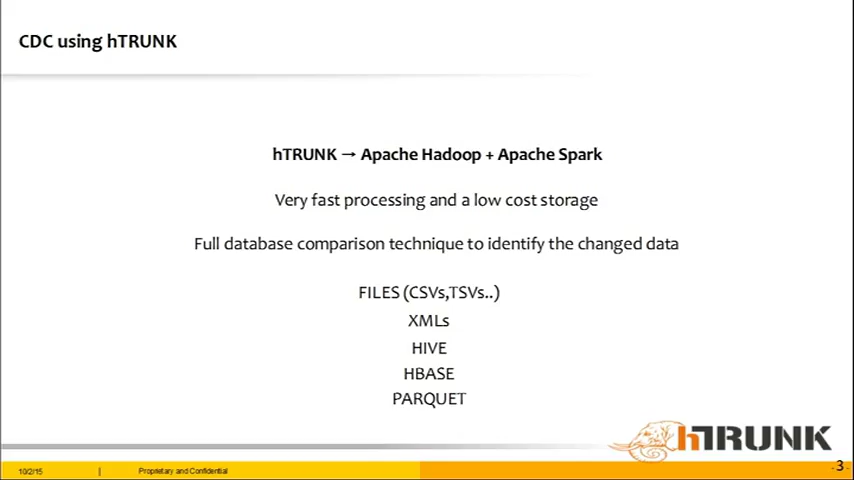 CDC using hTRUNK
hTRUNK → Apache Hadoop + Apache Spark
Very fast processing and a low cost storage
Full database comparison technique to identify the changed data
FILES (CSVs,TSVs..)
XMLs
HIVE
HBASE
PARQUET
hTRUNK
10/2/15 | Proprietary and Confidential - 3 -